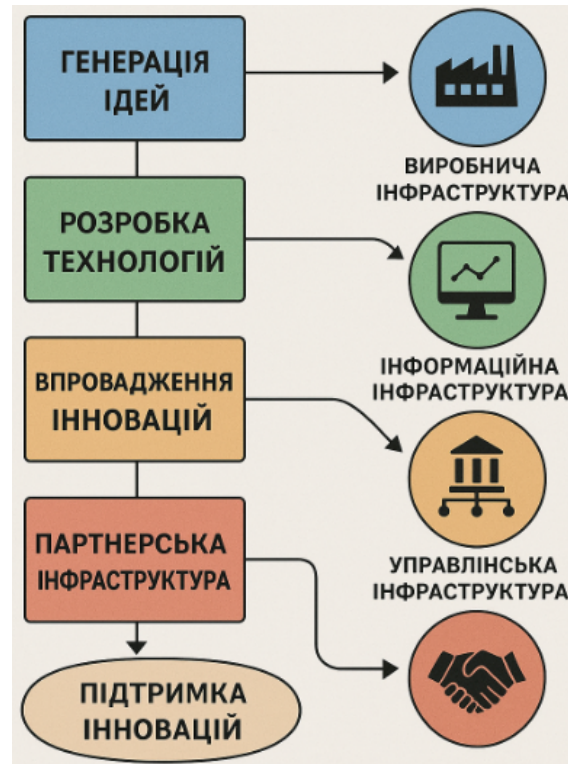 ГЕНЕРАЦІЯ
ІДЕЙ
ВИРОБНИЧА
ІНФРАСТРУКТУРА
РОЗРОБКА
ТЕХНОЛОГІЙ
ІНФОРМАЦІЙНА
ІНФРАСТРУКТУРА
ВПРОВАДЖЕННЯ
ІННОВАЦІЙ
УПРАВЛІНСЬКА
ІНФРАСТРУКТУРА
ПАРТНЕРСЬКА
ІНФРАСТРУКТУРА
ПІДТРИМКА
ІННОВАЦІЙ